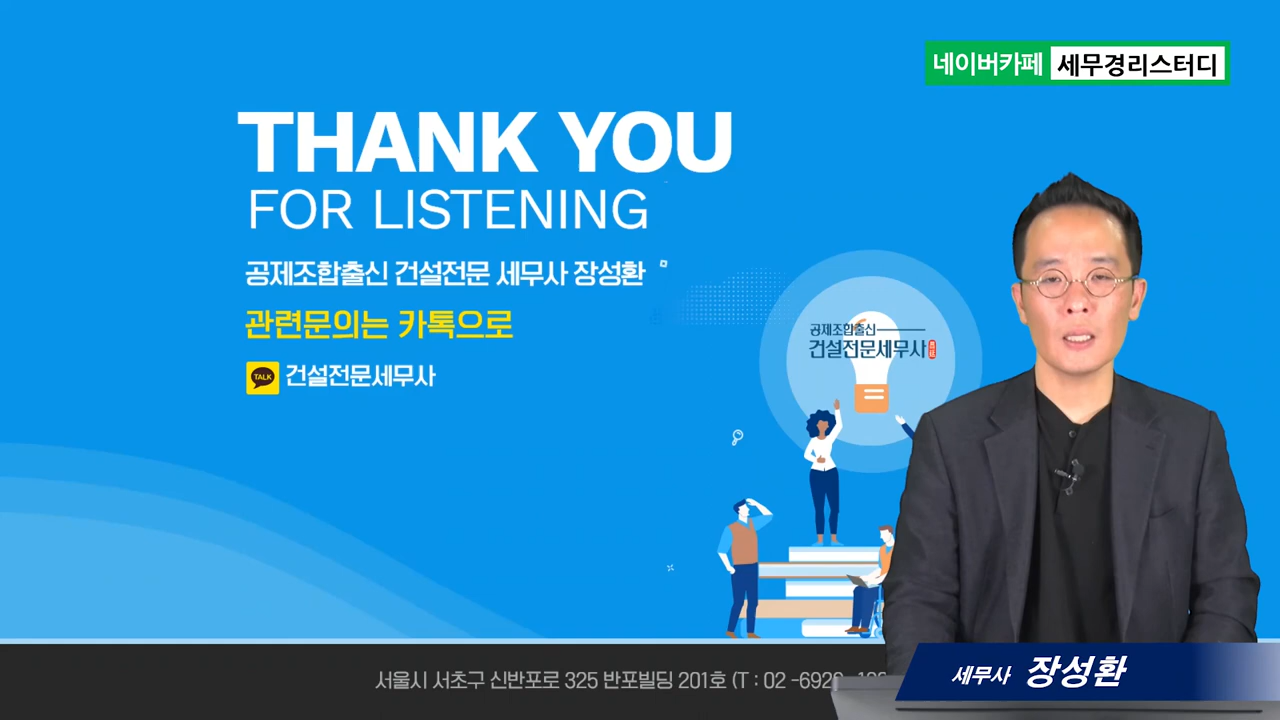 네이버카페 세무경리스터디
THANK YOU
FOR LISTENING
공제조합출신 건설전문 세무사 장성환
관련문의는 카톡으로
TALK 건설전문세무사
공제조합출신
건설전문세무사
서울시 서초구 신반포로 325 반포빌딩 201호 (T : 02 -6929
세무사 장성환